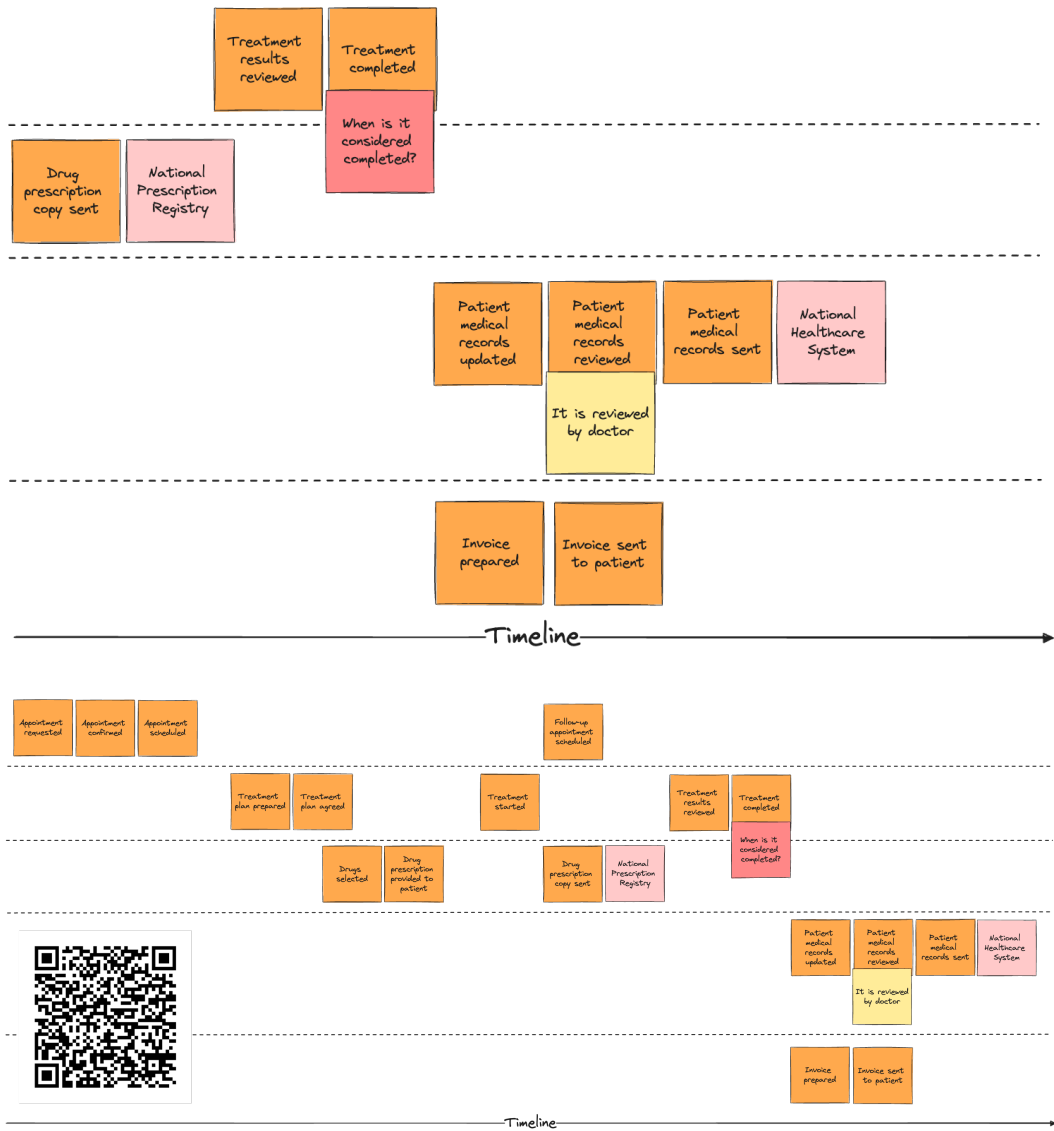 Treatment
results
reviewed
Treatment
completed
When is it
considered
completed?
Drug
prescription
copy sent
National
Prescription
Registry
Patient
medical
records
updated
Patient
medical
records
reviewed
Patient
medical
records sent
National
Healthcare
System
It is reviewed
by doctor
Invoice
prepared
Invoice sent
to patient
Timeline
Appointment
requested
Appointment
confirmed
Appointment
scheduled
Follow-up
appointment
scheduled
Treatment
plan prepared
Treatment
plan agreed
Treatment
started
Treatment
results
reviewed
Treatment
completed
When is it
considered
completed?
Drugs
selected
Drug
prescription
provided to
patient
Drug
prescription
copy sent
National
Prescription
Registry
Patient
medical
records
updated
Patient
medical
records
reviewed
Patient
medical
records sent
National
Healthcare
System
It is reviewed
by doctor
Invoice
prepared
Invoice sent
to patient
Timeline